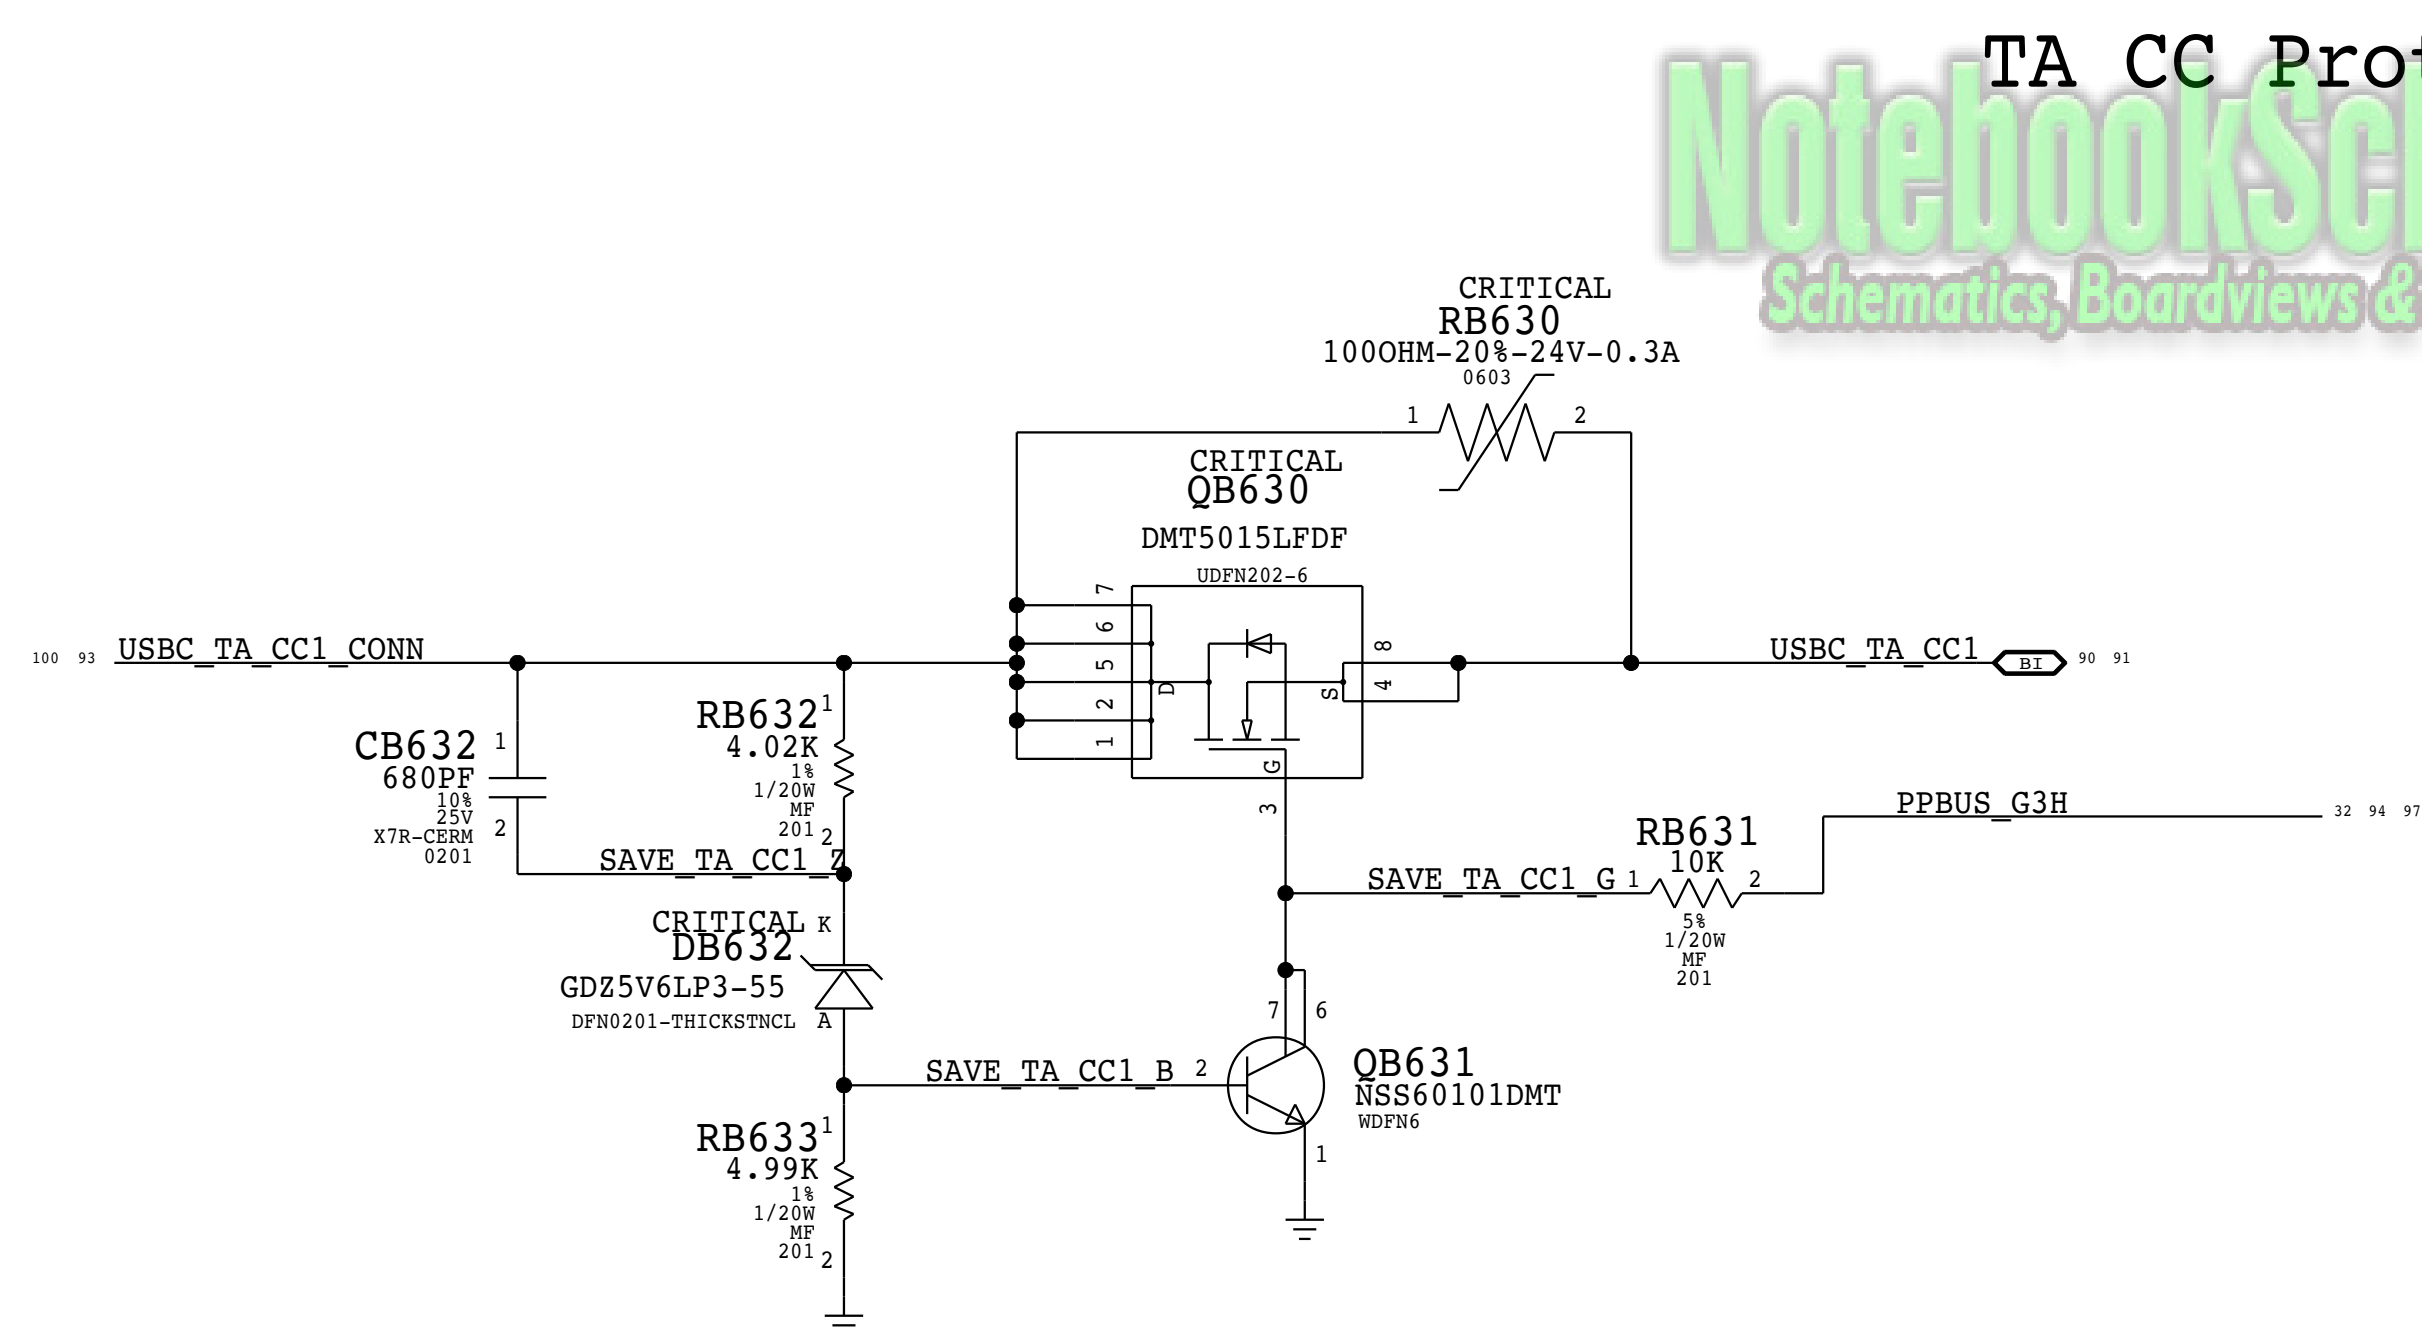 TA CC Prot
NotebookSc
Schematics, Boardviews &
CRITICAL
RB630
100OHM-20%-24V-0.3A
0603
1
2
CRITICAL
QB630
DMT5015LFDF
UDFN202-6
7
6
5
2
1
D
S
G
8
4
3
100 93
USBC_TA_CC1_CONN
USBC_TA_CC1
BI
90 91
RB632
1
4.02K
1%
1/20W
MF
201
2
CB632
1
680PF
10%
25V
X7R-CERM
0201
2
SAVE_TA_CC1_Z
PPBUS_G3H
32 94 97
RB631
10K
SAVE_TA_CC1_G
1
2
5%
1/20W
MF
201
CRITICAL
K
DB632
GDZ5V6LP3-55
DFN0201-THICKSTNCL
A
7
6
SAVE_TA_CC1_B
2
QB631
NSS60101DMT
WDFN6
1
RB633
1
4.99K
1%
1/20W
MF
201
2